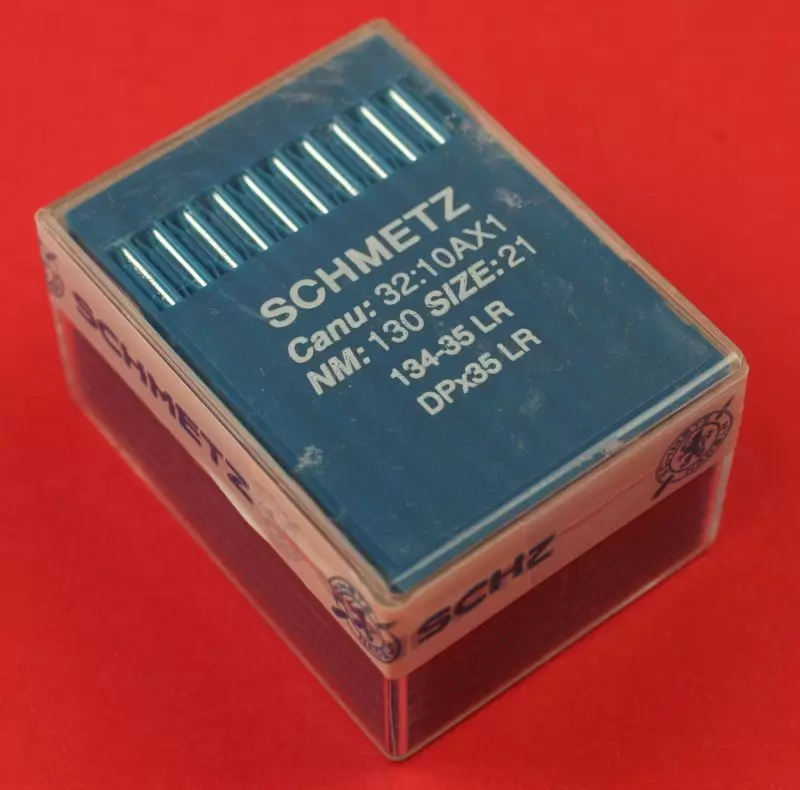 SCHMETZ
Canu: 32:10AX1
NM: 130 SIZE: 21
134-35 LR
DPx35 LR
SCHMETZ
SCHZ